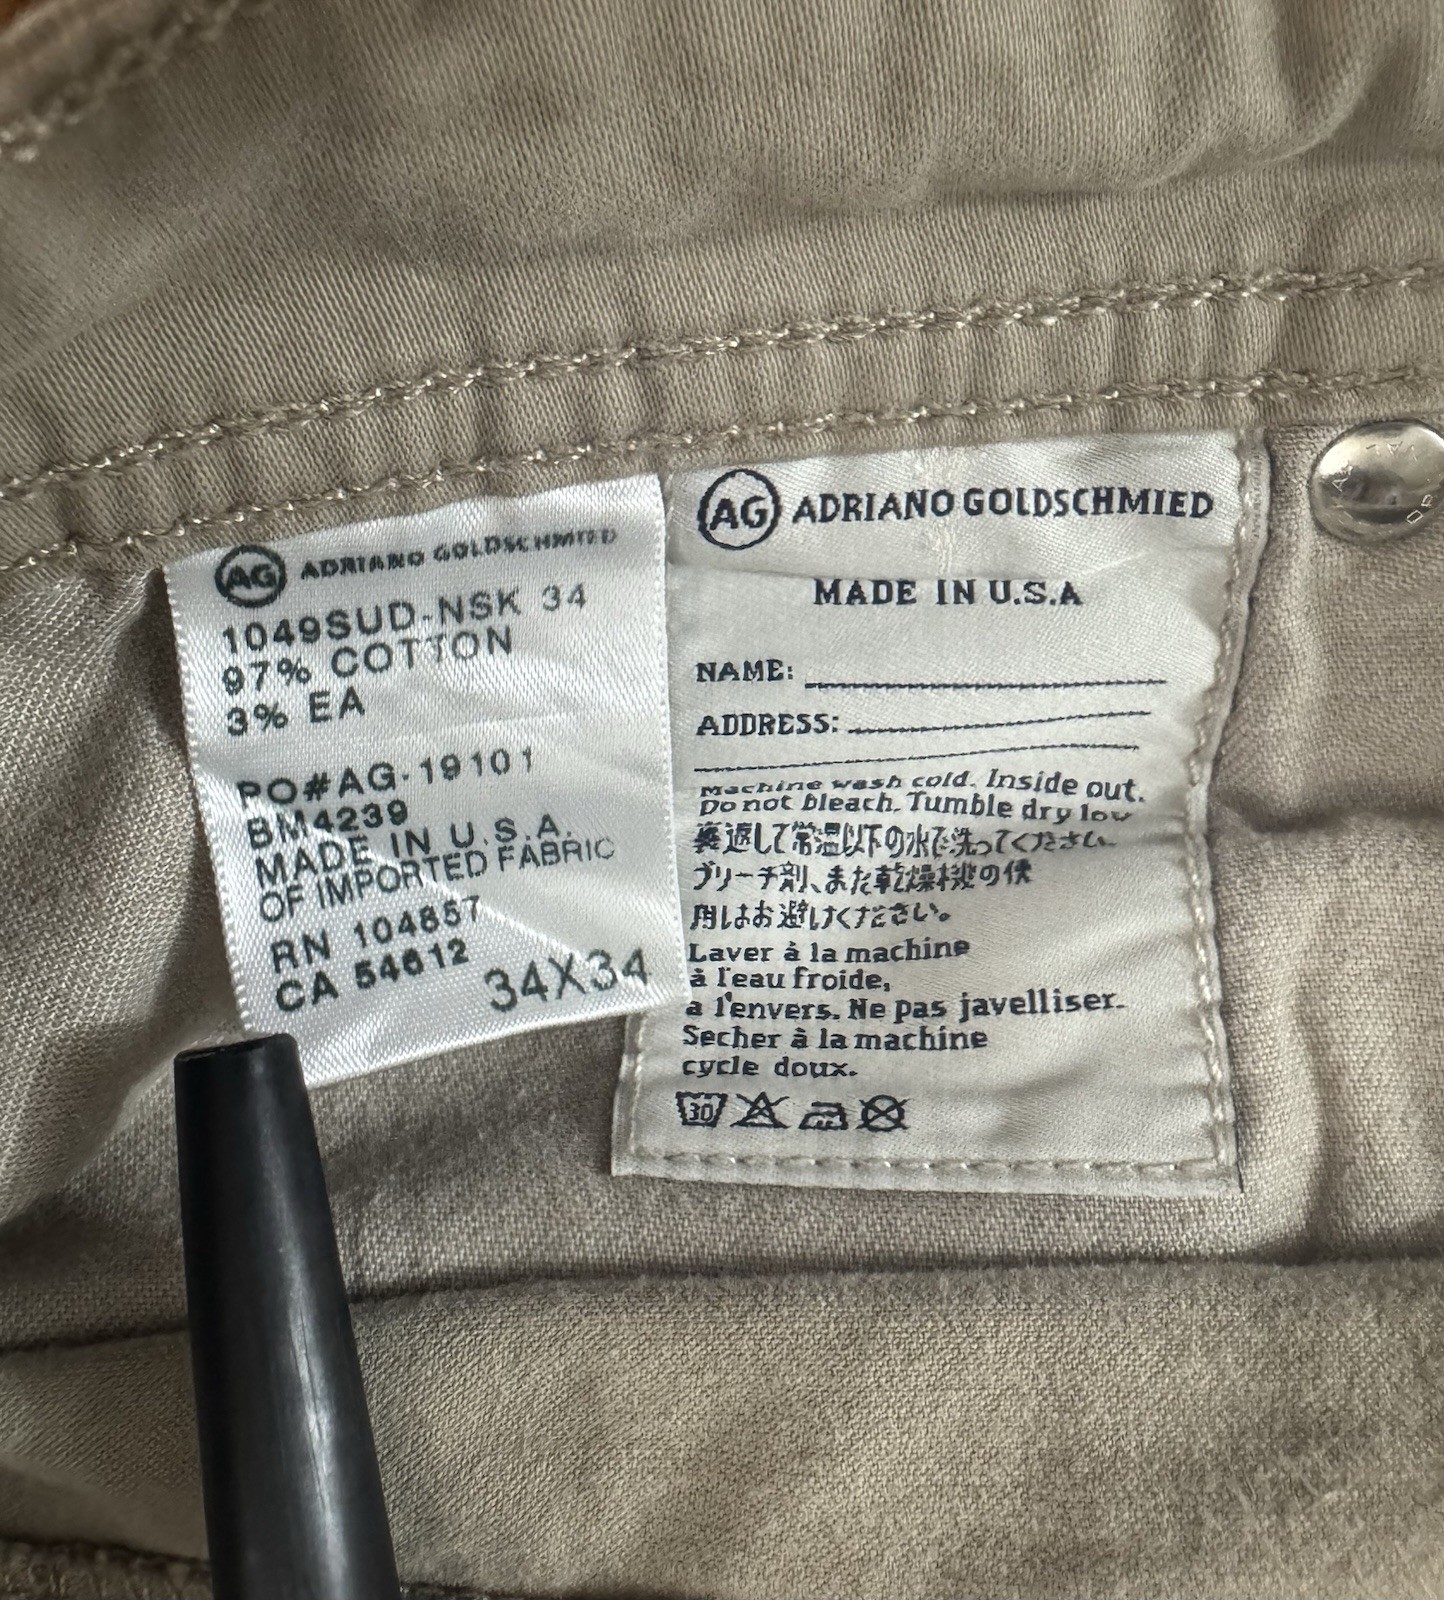 AG ADRIANO GOLDSCHMIED
1049SUD-NSK 34
97% COTTON
3% EA
PO#AG-19101
BM4239
MADE IN U.S.A.
OF IMPORTED FABRIC
RN 104857
CA 54612
34X34
AG ADRIANO GOLDSCHMIED
MADE IN U.S.A
NAME:
ADDRESS:
Machine wash cold. Inside out.
Do not bleach. Tumble dry low
裏返して常温以下の水で洗ってください。
ブリーチ剤、また乾燥機の使
用はお避けください。
Laver à la machine
à l'eau froide,
a l'envers. Ne pas javelliser.
Secher à la machine
cycle doux.
30